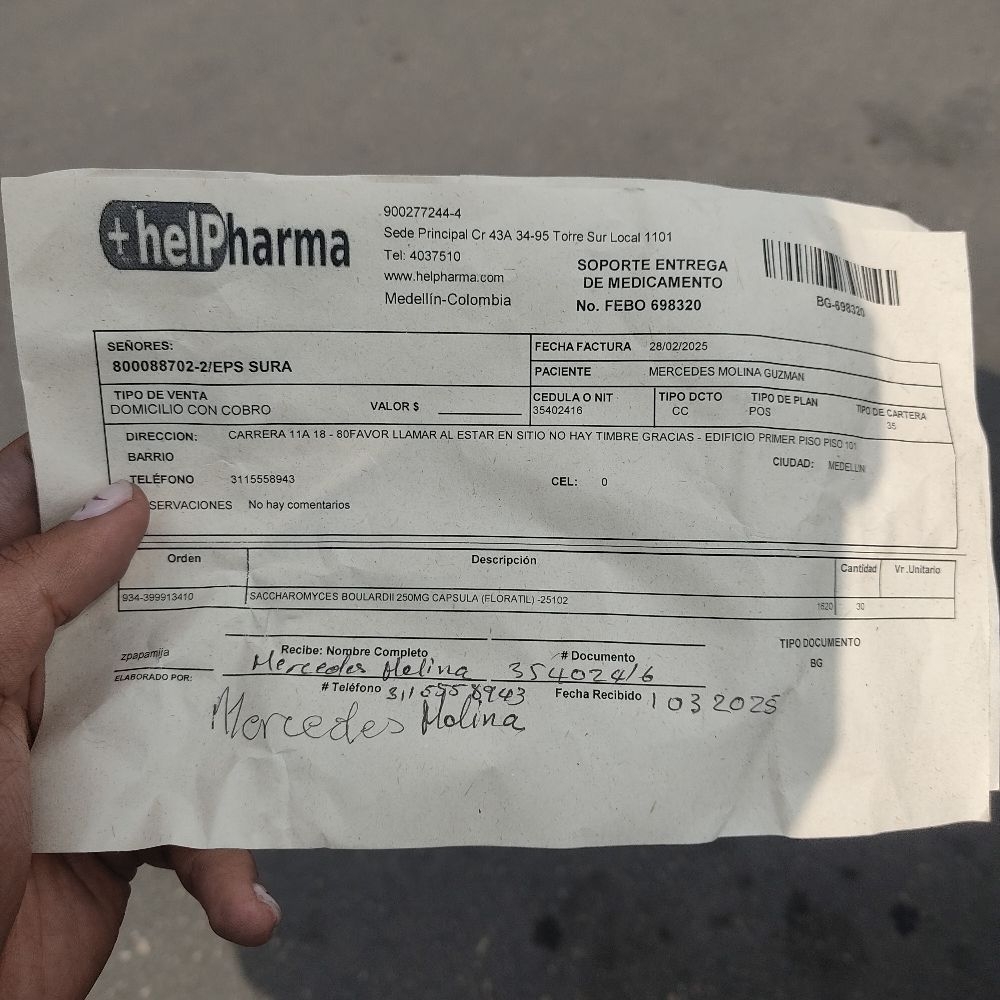 +helPharma
900277244-4
Sede Principal Cr 43A 34-95 Torre Sur Local 1101
Tel: 4037510
www.helpharma.com
Medellín-Colombia
SOPORTE ENTREGA
DE MEDICAMENTO
No. FEBO 698320
BG-698320
SEÑORES:
800088702-2/EPS SURA
FECHA FACTURA 28/02/2025
PACIENTE MERCEDES MOLINA GUZMAN
TIPO DE VENTA
DOMICILIO CON COBRO VALOR $
CEDULA O NIT
35402416
TIPO DCTO
CC
TIPO DE PLAN
POS
TIPO DE CARTERA
35
DIRECCION: CARRERA 11A 18 - 80FAVOR LLAMAR AL ESTAR EN SITIO NO HAY TIMBRE GRACIAS - EDIFICIO PRIMER PISO PISO 101
BARRIO CIUDAD: MEDELLIN
TELÉFONO 3115558943 CEL: 0
SERVACIONES No hay comentarios
Orden Descripción Cantidad Vr.Unitario
934-399913410 SACCHAROMYCES BOULARDII 250MG CAPSULA (FLORATIL) -25102 1620 30
zpapamija
ELABORADO POR:
Recibe: Nombre Completo # Documento
Mercedes Molina 35402416
# Teléfono 3115558943 Fecha Recibido 1 03 2025
Mercedes Molina
TIPO DOCUMENTO
BG